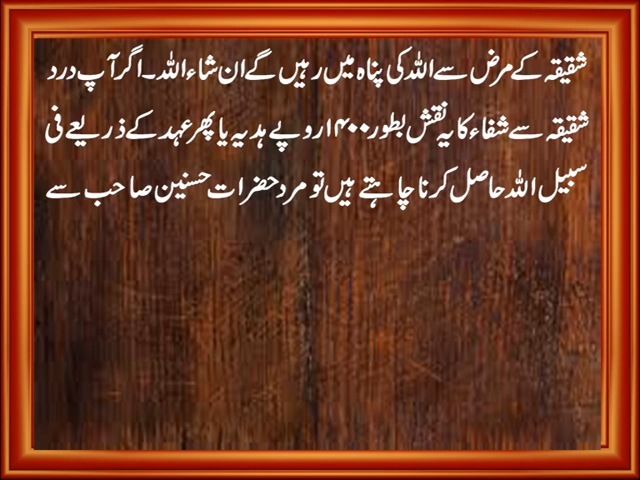 شقیقہ کے مرض سے اللہ کی پناہ میں رہیں گے ان شاء اللہ۔ اگر آپ درد
شقیقہ سے شفاء کا یہ نقش بطور ۱۴۰۰ روپے ہدیہ یا پھر عہد کے ذریعے فی
سبیل اللہ حاصل کرنا چاہتے ہیں تو مرد حضرات حسنین صاحب سے